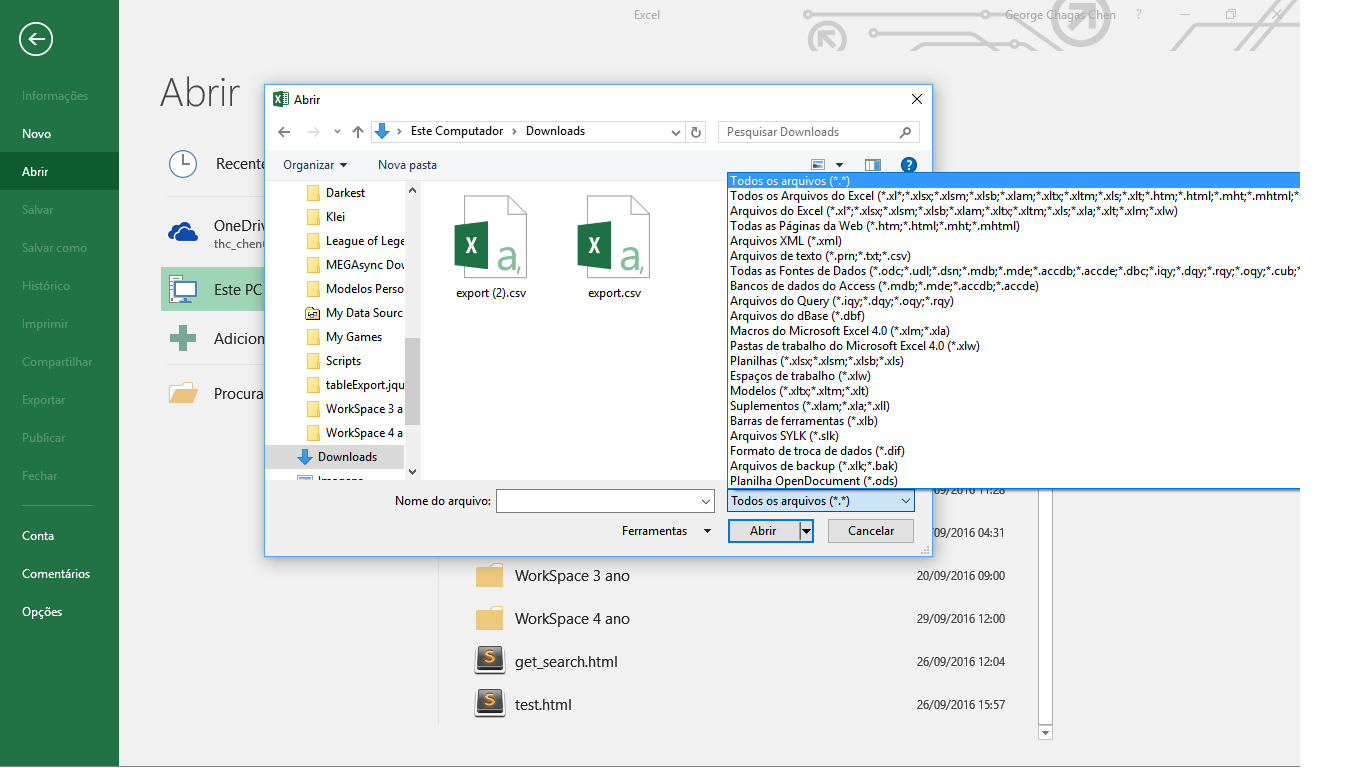 Excel
George Chagas Chen
?
Informações
Novo
Abrir
Salvar
Salvar como
Histórico
Imprimir
Compartilhar
Exportar
Publicar
Fechar
Conta
Comentários
Opções
Abrir
Recente
OneDriv
thc_chen
Este PC
Adicion
Procura
Abrir
Este Computador
Downloads
Pesquisar Downloads
Organizar
Nova pasta
?
Darkest
Klei
League of Lege
MEGAsync Dov
Modelos Perso
My Data Sourc
My Games
Scripts
tableExport.jqu
WorkSpace 3 a
WorkSpace 4 a
Downloads
Imagens
export (2).csv
export.csv
Todos os arquivos (*.*)
Todos os Arquivos do Excel (*.xl*;*.xlsx;*.xlsm;*.xlsb;*.xlam;*.xltx;*.xltm;*.xls;*.xlt;*.htm;*.html;*.mht;*.mhtml;*
Arquivos do Excel (*.xl*;*.xlsx;*.xlsm;*.xlsb;*.xlam;*.xltx;*.xltm;*.xls;*.xla;*.xlt;*.xlm;*.xlw)
Todas as Páginas da Web (*.htm;*.html;*.mht;*.mhtml)
Arquivos XML (*.xml)
Arquivos de texto (*.prn;*.txt;*.csv)
Todas as Fontes de Dados (*.odc;*.udl;*.dsn;*.mdb;*.mde;*.accdb;*.accde;*.dbc;*.iqy;*.dqy;*.rqy;*.oqy;*.cub;*
Bancos de dados do Access (*.mdb;*.mde;*.accdb;*.accde)
Arquivos do Query (*.iqy;*.dqy;*.oqy;*.rqy)
Arquivos do dBase (*.dbf)
Macros do Microsoft Excel 4.0 (*.xlm;*.xla)
Pastas de trabalho do Microsoft Excel 4.0 (*.xlw)
Planilhas (*.xlsx;*.xlsm;*.xlsb;*.xls)
Espaços de trabalho (*.xlw)
Modelos (*.xltx;*.xltm;*.xlt)
Suplementos (*.xlam;*.xla;*.xll)
Barras de ferramentas (*.xlb)
Arquivos SYLK (*.slk)
Formato de troca de dados (*.dif)
Arquivos de backup (*.xlk;*.bak)
Planilha OpenDocument (*.ods)
Nome do arquivo:
Todos os arquivos (*.*)
Ferramentas
Abrir
Cancelar
/09/2016 11:28
/09/2016 04:31
WorkSpace 3 ano 20/09/2016 09:00
WorkSpace 4 ano 29/09/2016 12:00
get_search.html 26/09/2016 12:04
test.html 26/09/2016 15:57